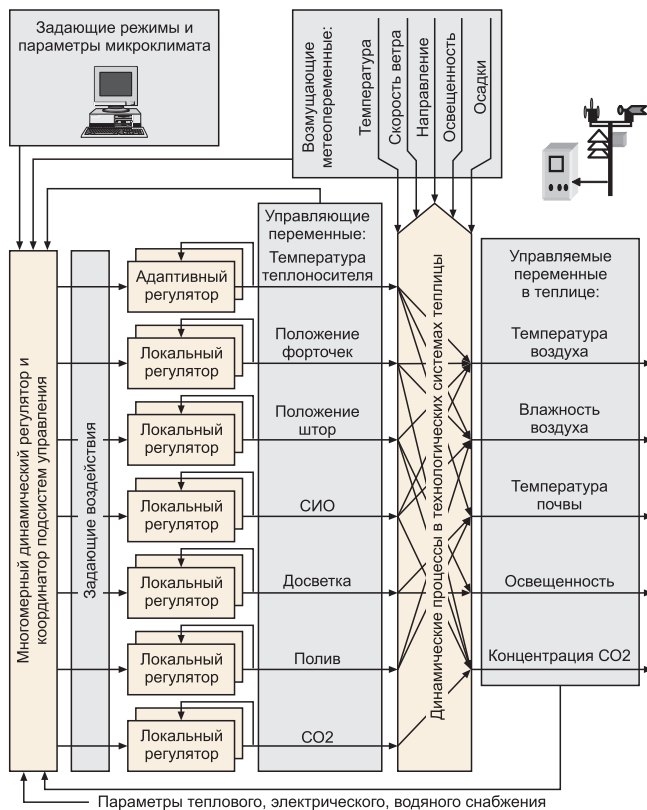 Задающие режимы и
параметры микроклимата
Возмущающие
метеопеременные:
Температура
Скорость ветра
Направление
Освещенность
Осадки
Управляющие
переменные:
Температура
теплоносителя
Положение
форточек
Положение
штор
СИО
Досветка
Полив
СО2
Многомерный динамический регулятор и
координатор подсистем управления
Задающие воздействия
Адаптивный
регулятор
Локальный
регулятор
Локальный
регулятор
Локальный
регулятор
Локальный
регулятор
Локальный
регулятор
Локальный
регулятор
Динамические процессы в технологических системах теплицы
Управляемые
переменные
в теплице:
Температура
воздуха
Влажность
воздуха
Температура
почвы
Освещенность
Концентрация СО2
Параметры теплового, электрического, водяного снабжения